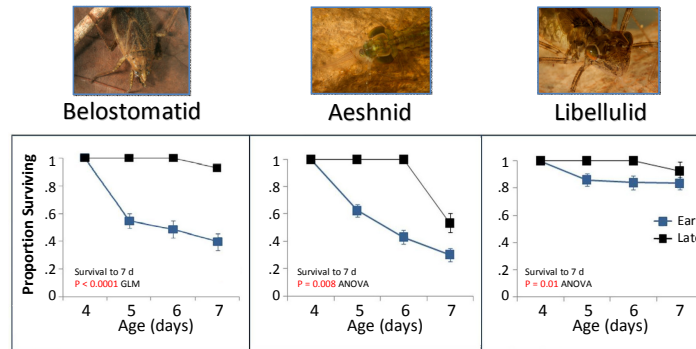 Belostomatid
Aeshnid
Libellulid
Proportion Surviving
1
.8
.6
.4
.2
0
Survival to 7 d
P < 0.0001 GLM
4 5 6 7
Age (days)
1
.8
.6
.4
.2
0
Survival to 7 d
P = 0.008 ANOVA
4 5 6 7
Age (days)
1
.8
.6
.4
.2
0
Ear
Late
Survival to 7 d
P = 0.01 ANOVA
4 5 6 7
Age (days)